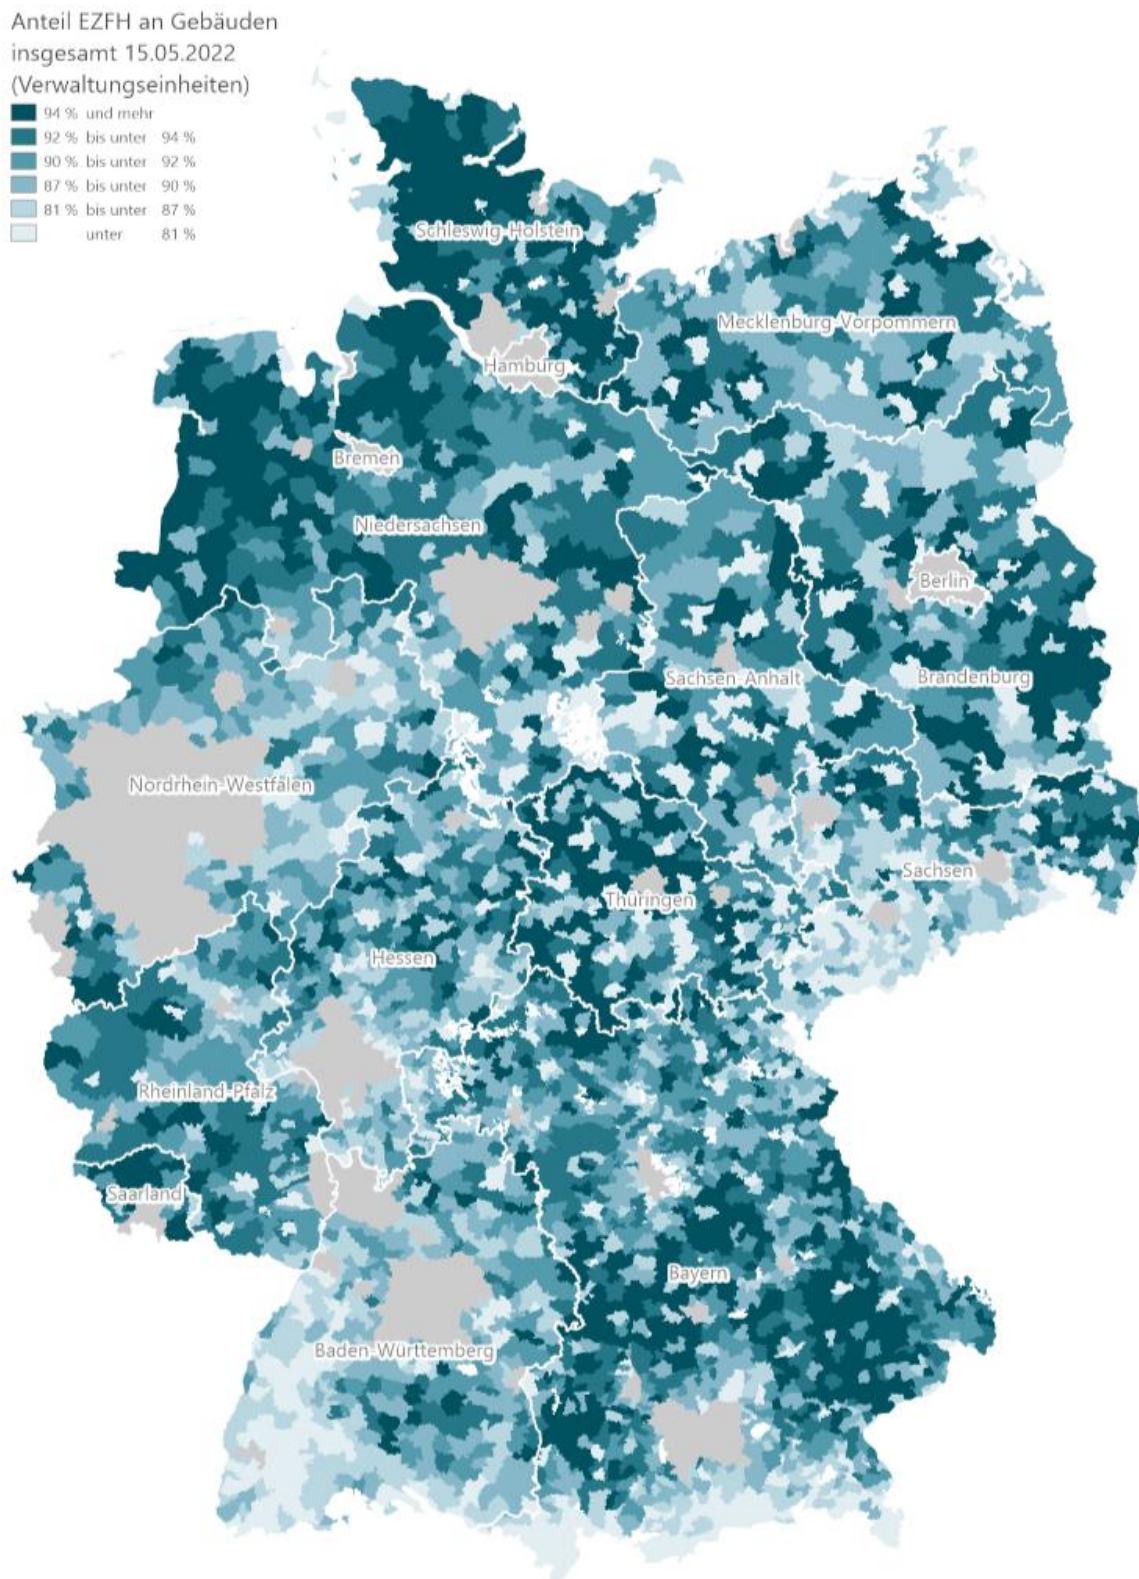 Anteil EZFH an Gebäuden
insgesamt 15.05.2022
(Verwaltungseinheiten)
94 % und mehr
92 % bis unter 94 %
90 % bis unter 92 %
87 % bis unter 90 %
81 % bis unter 87 %
unter 81 %
Schleswig-Holstein
Mecklenburg-Vorpommern
Hamburg
Bremen
Niedersachsen
Berlin
Sachsen-Anhalt
Brandenburg
Nordrhein-Westfalen
Sachsen
Thüringen
Hessen
Rheinland-Pfalz
Saarland
Bayern
Baden-Württemberg